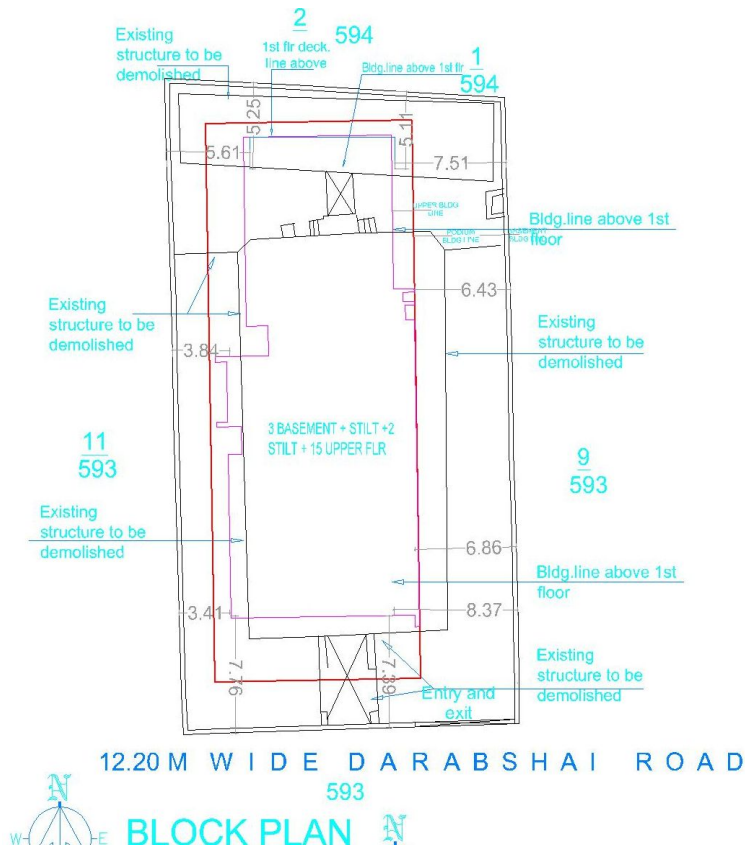 2
594
Existing
structure to be
demolished
1st flr deck.
line above
Bldg.line above 1st flr
1
594
5.25
5.11
5.61
7.51
UPPER BLDG
LINE
Bldg.line above 1st
floor
PODIUM
BLDG LINE
6.43
Existing
structure to be
demolished
Existing
structure to be
demolished
3.84
3 BASEMENT + STILT +2
STILT + 15 UPPER FLR
11
593
9
593
Existing
structure to be
demolished
6.86
Bldg.line above 1st
floor
3.41
8.37
7.76
7.39
Existing
structure to be
demolished
Entry and
exit
12.20 M WIDE DARABSHAI ROAD
593
N
W
E
BLOCK PLAN
N